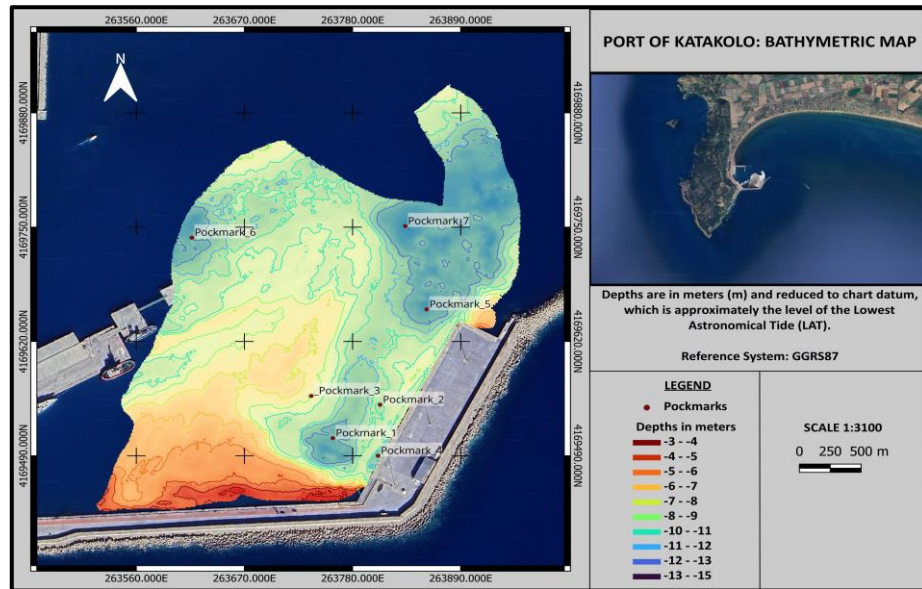 263560.000E 263670.000E 263780.000E 263890.000E
N
4169880.000N 4169880.000N
4169750.000N 4169750.000N
4169620.000N 4169620.000N
4169490.000N 4169490.000N
Pockmark_7
Pockmark_6
Pockmark_5
Pockmark_3
Pockmark_2
Pockmark_1
Pockmark_4
263560.000E 263670.000E 263780.000E 263890.000E
PORT OF KATAKOLO: BATHYMETRIC MAP
Depths are in meters (m) and reduced to chart datum,
which is approximately the level of the Lowest
Astronomical Tide (LAT).
Reference System: GGRS87
LEGEND
Pockmarks
Depths in meters
-3 - -4
-4 - -5
-5 - -6
-6 - -7
-7 - -8
-8 - -9
-10 - -11
-11 - -12
-12 - -13
-13 - -15
SCALE 1:3100
0 250 500 m